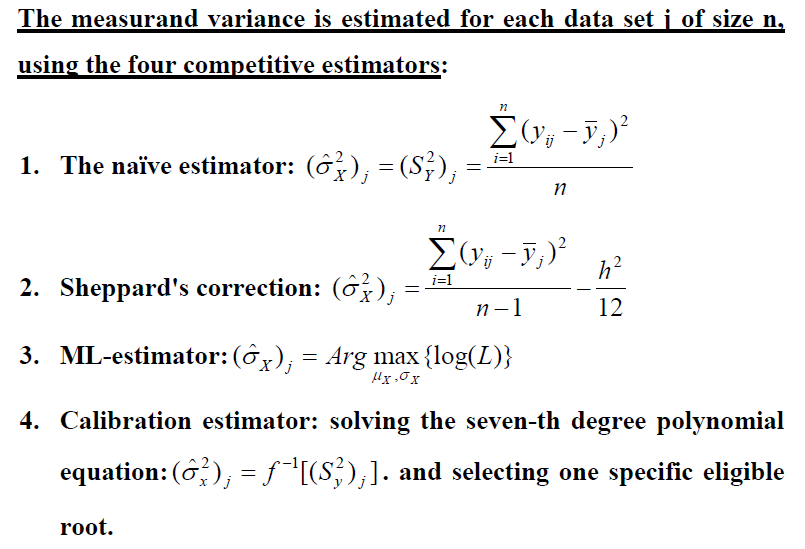 The measurand variance is estimated for each data set j of size n,
using the four competitive estimators:
1. The naïve estimator: $(\hat{\sigma}_X^2)_j = (S_Y^2)_j = \frac{\sum_{i=1}^{n}(y_{ij} - \bar{y}_j)^2}{n}$
2. Sheppard's correction: $(\hat{\sigma}_X^2)_j = \frac{\sum_{i=1}^{n}(y_{ij} - \bar{y}_j)^2}{n-1} - \frac{h^2}{12}$
3. ML-estimator: $(\hat{\sigma}_X)_j = Arg \max_{\mu_X, \sigma_X} \{\log(L)\}$
4. Calibration estimator: solving the seven-th degree polynomial
equation: $(\hat{\sigma}_x^2)_j = f^{-1}[(S_y^2)_j]$. and selecting one specific eligible
root.